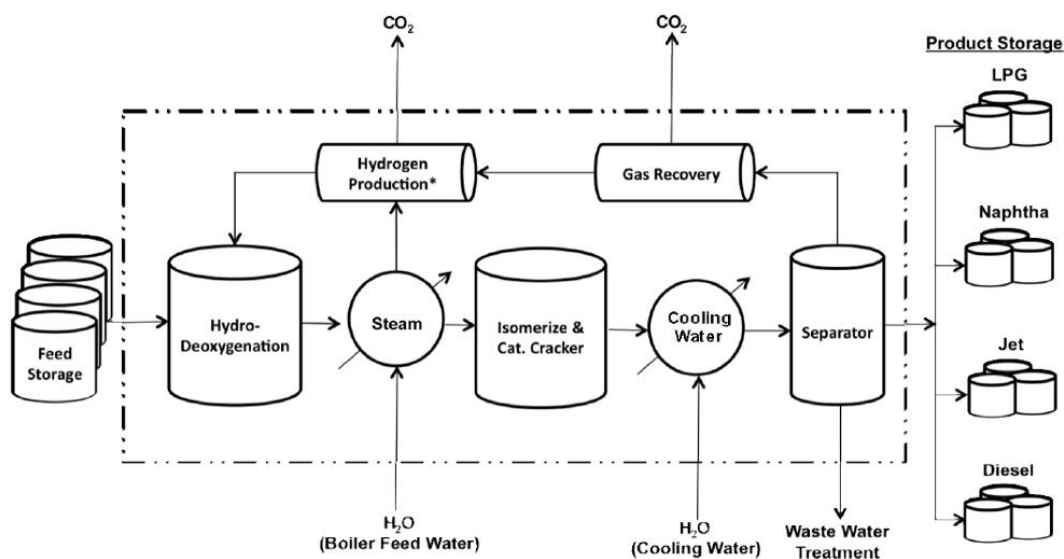 CO₂
CO₂
Product Storage
LPG
Hydrogen
Production*
Gas Recovery
Naphtha
Feed
Storage
Hydro-
Deoxygenation
Steam
Isomerize &
Cat. Cracker
Cooling
Water
Separator
Jet
Diesel
H₂O
(Boiler Feed Water)
H₂O
(Cooling Water)
Waste Water
Treatment